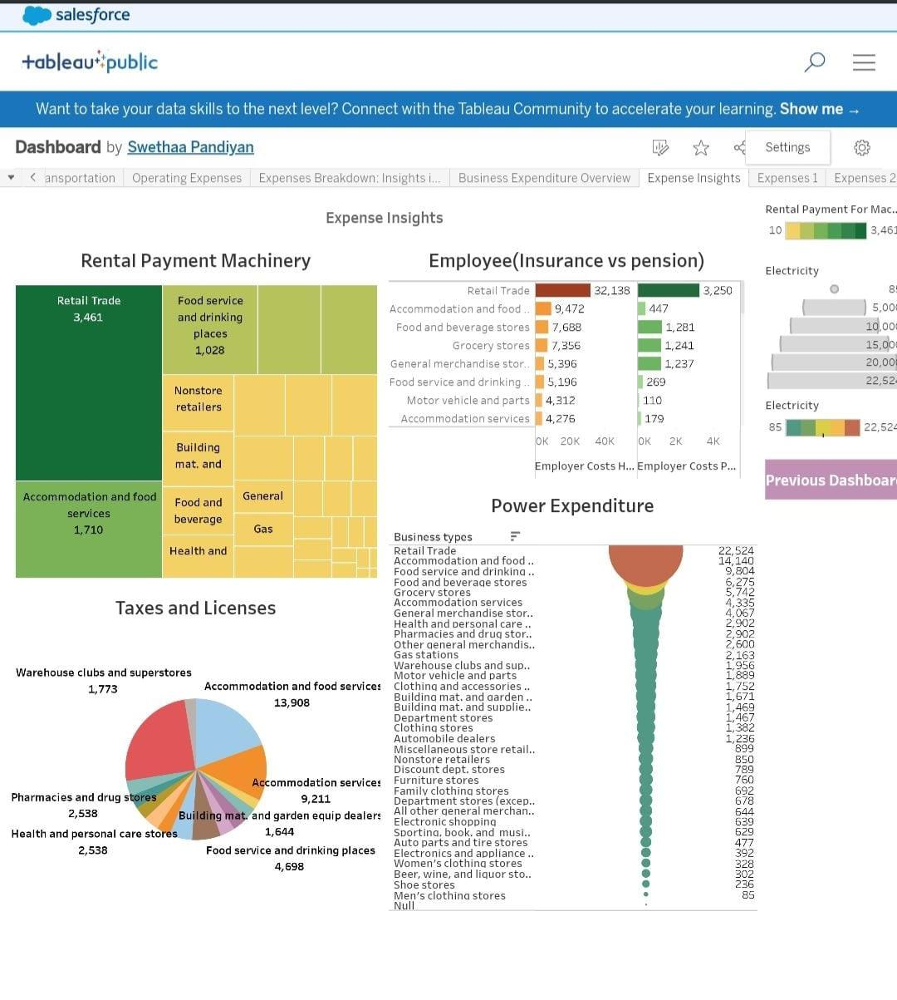 salesforce
+ableau public
Want to take your data skills to the next level? Connect with the Tableau Community to accelerate your learning. Show me →
Dashboard by Swethaa Pandiyan
Settings
ansportation
Operating Expenses
Expenses Breakdown: Insights i...
Business Expenditure Overview
Expense Insights
Expenses 1
Expenses 2
Expense Insights
Rental Payment Machinery
Retail Trade
3,461
Food service
and drinking
places
1,028
Nonstore
retailers
Building
mat. and
Accommodation and food
services
1,710
Food and
beverage
General
Gas
Health and
Employee(Insurance vs pension)
Retail Trade 32,138 3,250
Accommodation and food .. 9,472 447
Food and beverage stores 7,688 1,281
Grocery stores 7,356 1,241
General merchandise stor.. 5,396 1,237
Food service and drinking .. 5,196 269
Motor vehicle and parts 4,312 110
Accommodation services 4,276 179
0K 20K 40K 0K 2K 4K
Employer Costs H... Employer Costs P...
Rental Payment For Mac..
10 3,461
Electricity
85
5,000
10,000
15,000
20,000
22,524
Electricity
85 22,524
Previous Dashboar
Taxes and Licenses
Warehouse clubs and superstores
1,773
Accommodation and food services
13,908
Accommodation services
9,211
Pharmacies and drug stores
2,538
Building mat. and garden equip dealers
1,644
Health and personal care stores
2,538
Food service and drinking places
4,698
Power Expenditure
Business types
Retail Trade 22,524
Accommodation and food .. 14,140
Food service and drinking .. 9,804
Food and beverage stores 6,275
Grocery stores 5,742
Accommodation services 4,335
General merchandise stor.. 4,067
Health and personal care .. 2,902
Pharmacies and drug stor.. 2,902
Other general merchandis.. 2,600
Gas stations 2,163
Warehouse clubs and sup.. 1,956
Motor vehicle and parts 1,889
Clothing and accessories .. 1,752
Building mat. and garden .. 1,671
Building mat. and supplie.. 1,469
Department stores 1,467
Clothing stores 1,382
Automobile dealers 1,236
Miscellaneous store retail.. 899
Nonstore retailers 850
Discount dept. stores 789
Furniture stores 760
Family clothing stores 692
Department stores (excep.. 678
All other general merchan.. 644
Electronic shopping 639
Sporting, book, and musi.. 629
Auto parts and tire stores 477
Electronics and appliance .. 392
Women's clothing stores 328
Beer, wine, and liquor sto.. 302
Shoe stores 236
Men's clothing stores 85
Null